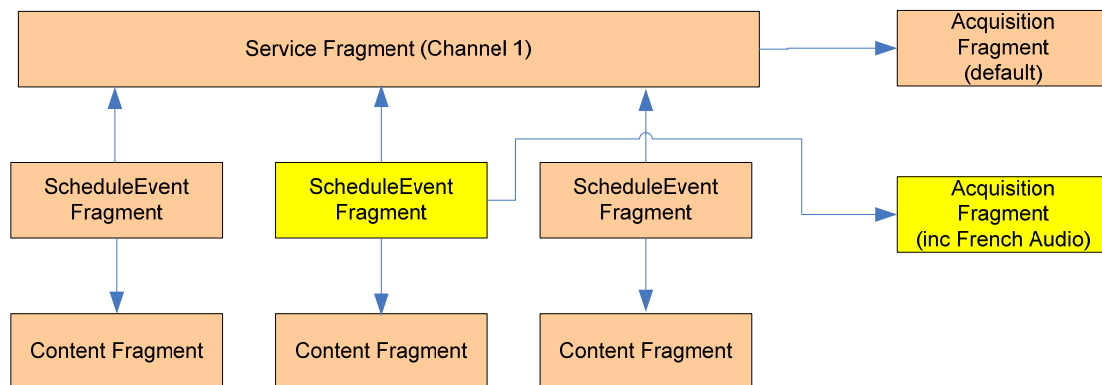 Service Fragment (Channel 1)
Acquisition
Fragment
(default)
ScheduleEvent
Fragment
ScheduleEvent
Fragment
ScheduleEvent
Fragment
Acquisition
Fragment
(inc French Audio)
Content Fragment
Content Fragment
Content Fragment